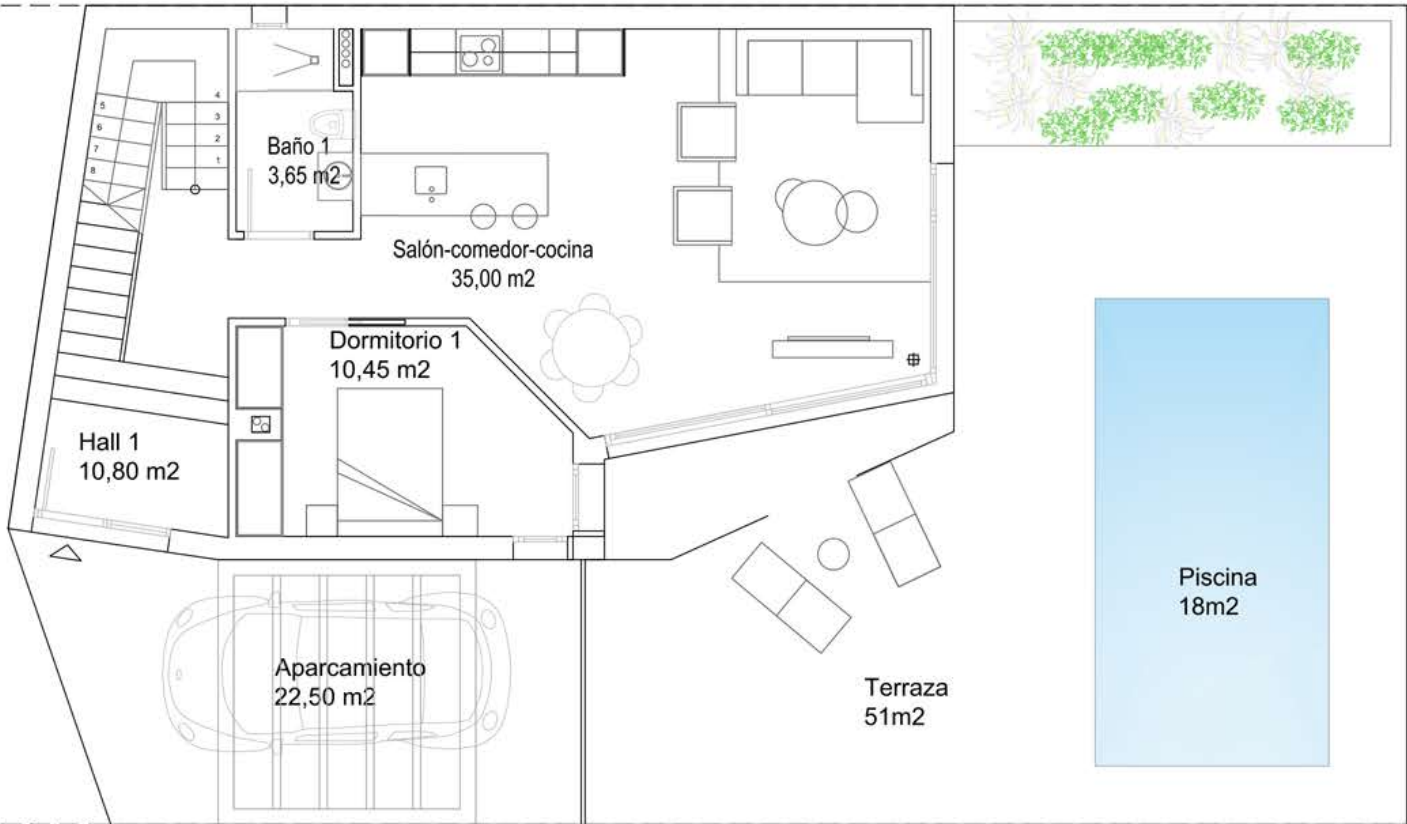 5
6
7
8
4
3
2
1
Baño 1
3,65 m2
Salón-comedor-cocina
35,00 m2
Dormitorio 1
10,45 m2
Hall 1
10,80 m2
Aparcamiento
22,50 m2
Terraza
51m2
Piscina
18m2